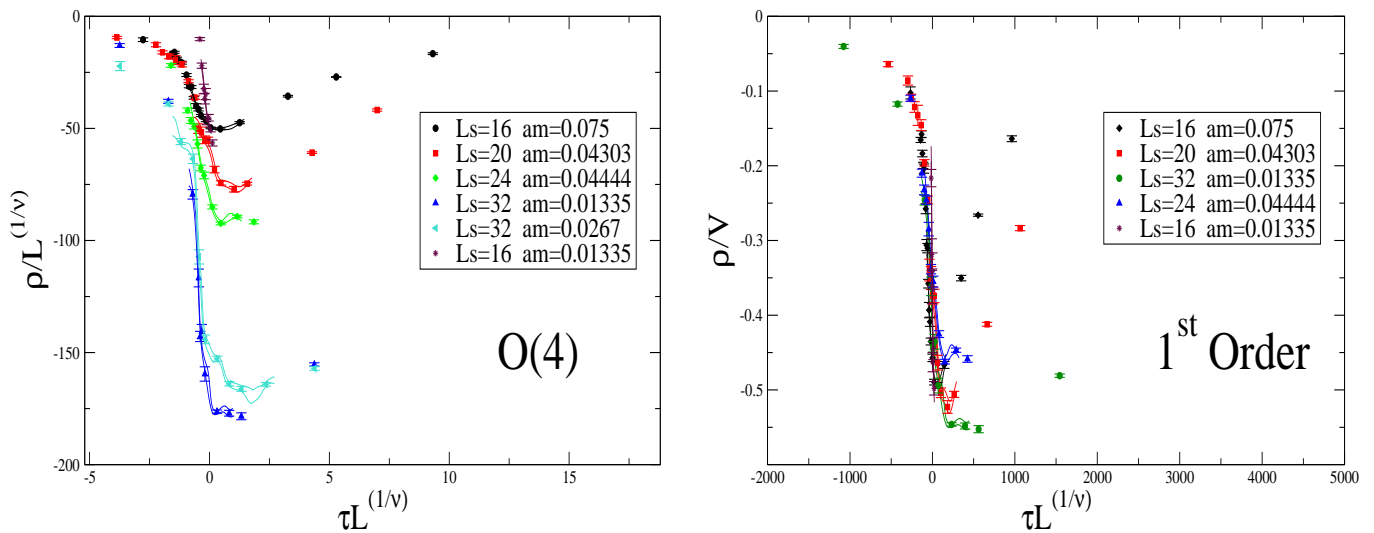 ρ/L^(1/ν)
0
-50
-100
-150
-200
-5 0 5 10 15
τL^(1/ν)
Ls=16 am=0.075
Ls=20 am=0.04303
Ls=24 am=0.04444
Ls=32 am=0.01335
Ls=32 am=0.0267
Ls=16 am=0.01335
O(4)
ρ/V
0
-0.1
-0.2
-0.3
-0.4
-0.5
-2000 -1000 0 1000 2000 3000 4000 5000
τL^(1/ν)
Ls=16 am=0.075
Ls=20 am=0.04303
Ls=32 am=0.01335
Ls=24 am=0.04444
Ls=16 am=0.01335
1^st Order